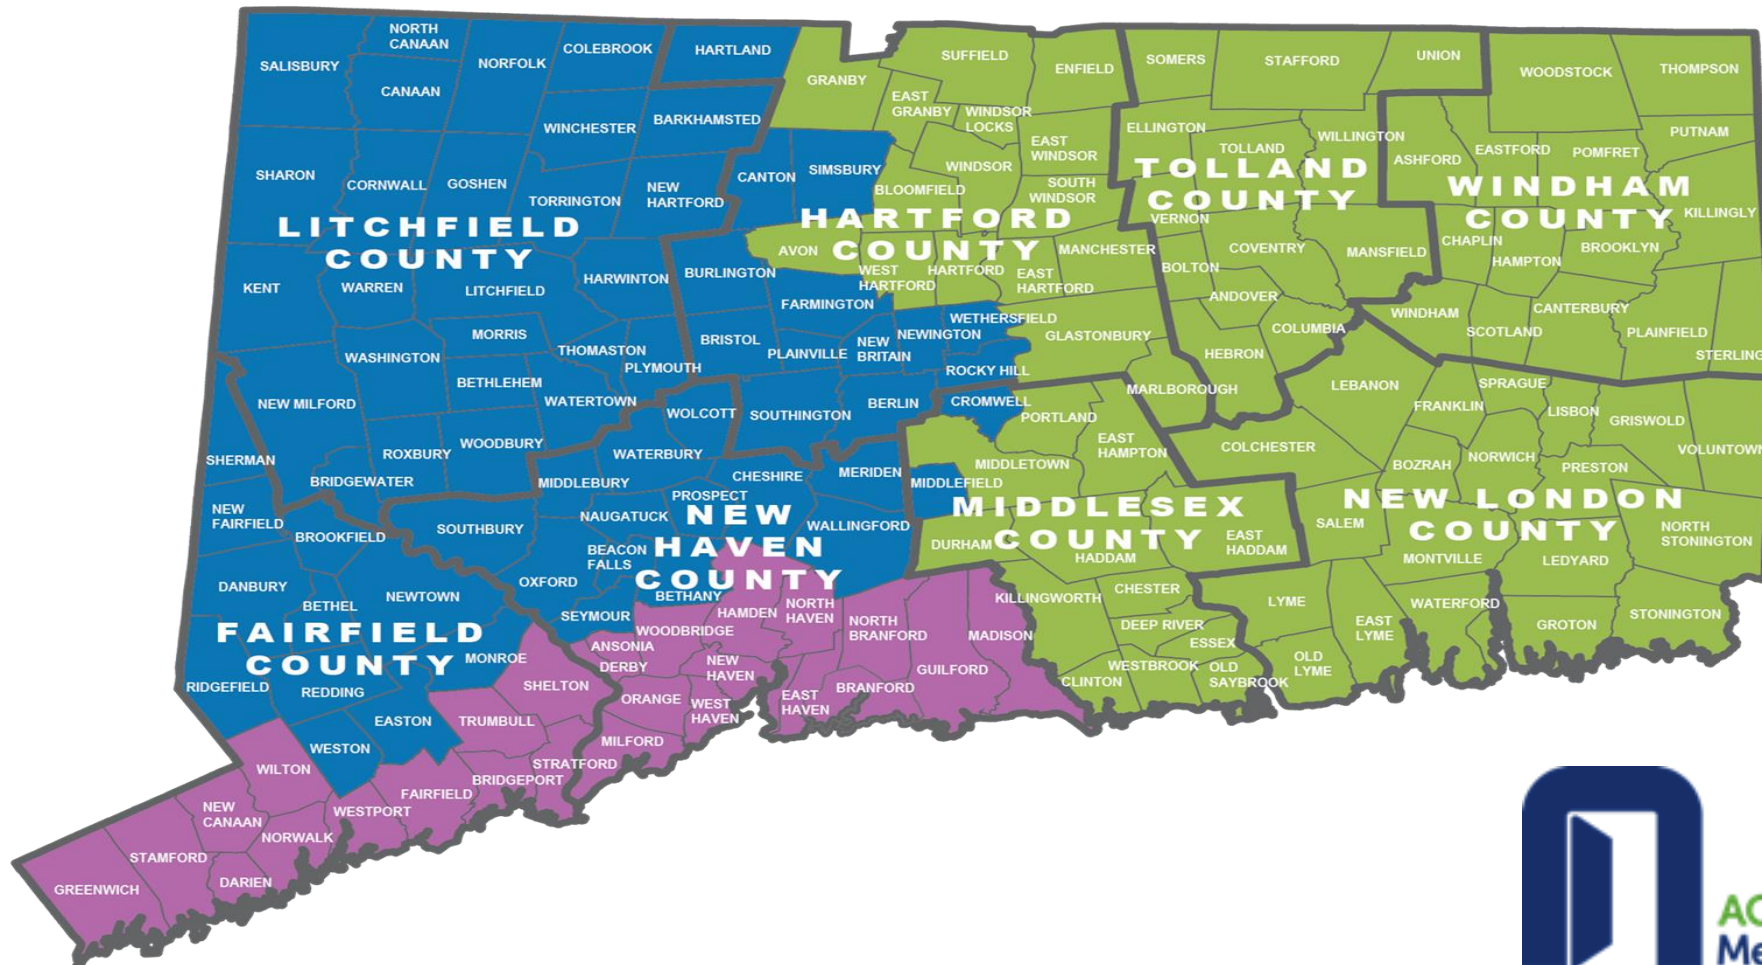 NORTH
CANAAN
COLEBROOK
HARTLAND
SALISBURY
NORFOLK
CANAAN
GRANBY
SUFFIELD
ENFIELD
SOMERS
STAFFORD
UNION
WOODSTOCK
THOMPSON
EAST
GRANBY
WINDSOR
LOCKS
WINCHESTER
BARKHAMSTED
ELLINGTON
WILLINGTON
PUTNAM
EAST
WINDSOR
TOLLAND
ASHFORD
EASTFORD
POMFRET
SHARON
CORNWALL
GOSHEN
TORRINGTON
NEW
HARTFORD
CANTON
SIMSBURY
WINDSOR
BLOOMFIELD
SOUTH
WINDSOR
TOLLAND
COUNTY
WINDHAM
COUNTY
LITCHFIELD
COUNTY
HARTFORD
COUNTY
VERNON
KILLINGLY
AVON
MANCHESTER
COVENTRY
MANSFIELD
CHAPLIN
HAMPTON
BROOKLYN
KENT
WARREN
LITCHFIELD
HARWINTON
BURLINGTON
WEST
HARTFORD
HARTFORD
EAST
HARTFORD
BOLTON
ANDOVER
FARMINGTON
WETHERSFIELD
COLUMBIA
WINDHAM
SCOTLAND
CANTERBURY
PLAINFIELD
STERLING
MORRIS
WASHINGTON
THOMASTON
PLYMOUTH
BRISTOL
PLAINVILLE
NEW
BRITAIN
NEWINGTON
GLASTONBURY
HEBRON
ROCKY HILL
MARLBOROUGH
LEBANON
SPRAGUE
BETHLEHEM
NEW MILFORD
WATERTOWN
WOLCOTT
SOUTHINGTON
BERLIN
CROMWELL
PORTLAND
FRANKLIN
LISBON
GRISWOLD
VOLUNTOWN
ROXBURY
WOODBURY
EAST
HAMPTON
COLCHESTER
BOZRAH
NORWICH
PRESTON
SHERMAN
BRIDGEWATER
MIDDLEBURY
WATERBURY
CHESHIRE
MERIDEN
MIDDLETOWN
MIDDLEFIELD
NEW
FAIRFIELD
BROOKFIELD
SOUTHBURY
NAUGATUCK
PROSPECT
WALLINGFORD
NEW
HAVEN
COUNTY
MIDDLESEX
COUNTY
NEW LONDON
COUNTY
DURHAM
HADDAM
EAST
HADDAM
SALEM
MONTVILLE
LEDYARD
NORTH
STONINGTON
DANBURY
BETHEL
NEWTOWN
OXFORD
BEACON
FALLS
BETHANY
SEYMOUR
HAMDEN
NORTH
HAVEN
KILLINGWORTH
CHESTER
LYME
EAST
LYME
WATERFORD
GROTON
STONINGTON
FAIRFIELD
COUNTY
MONROE
ANSONIA
WOODBRIDGE
DERBY
NORTH
BRANFORD
MADISON
DEEP RIVER
ESSEX
RIDGEFIELD
REDDING
SHELTON
ORANGE
NEW
HAVEN
WEST
HAVEN
EAST
HAVEN
BRANFORD
GUILFORD
CLINTON
WESTBROOK
OLD
SAYBROOK
OLD
LYME
EASTON
TRUMBULL
WESTON
MILFORD
WILTON
STRATFORD
BRIDGEPORT
FAIRFIELD
WESTPORT
NEW
CANAAN
NORWALK
STAMFORD
DARIEN
GREENWICH